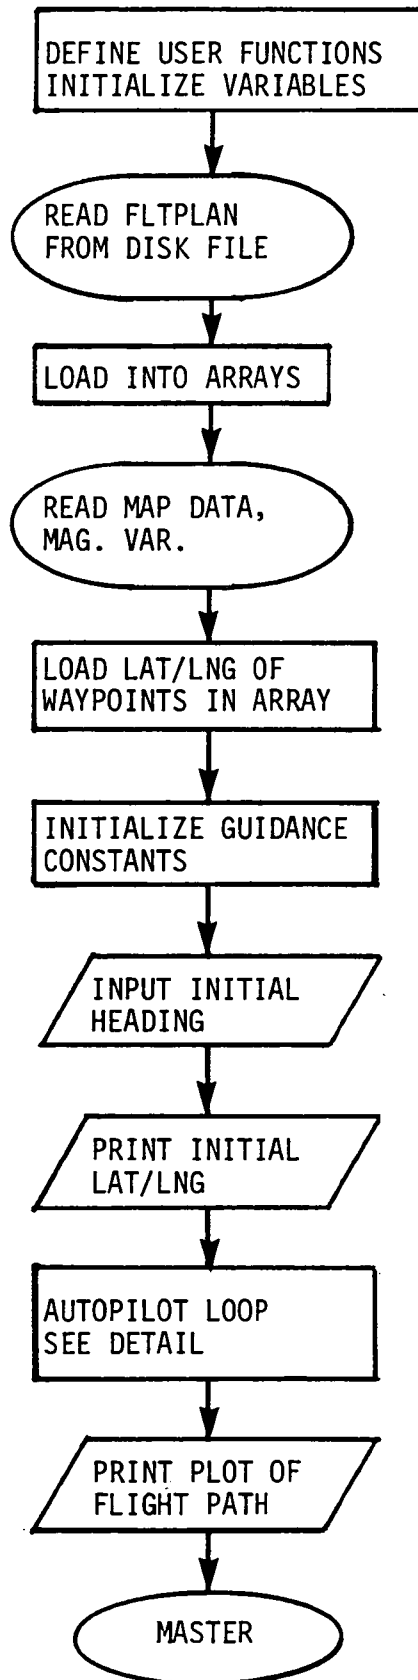 DEFINE USER FUNCTIONS
INITIALIZE VARIABLES
READ FLTPLAN
FROM DISK FILE
LOAD INTO ARRAYS
READ MAP DATA,
MAG. VAR.
LOAD LAT/LNG OF
WAYPOINTS IN ARRAY
INITIALIZE GUIDANCE
CONSTANTS
INPUT INITIAL
HEADING
PRINT INITIAL
LAT/LNG
AUTOPILOT LOOP
SEE DETAIL
PRINT PLOT OF
FLIGHT PATH
MASTER